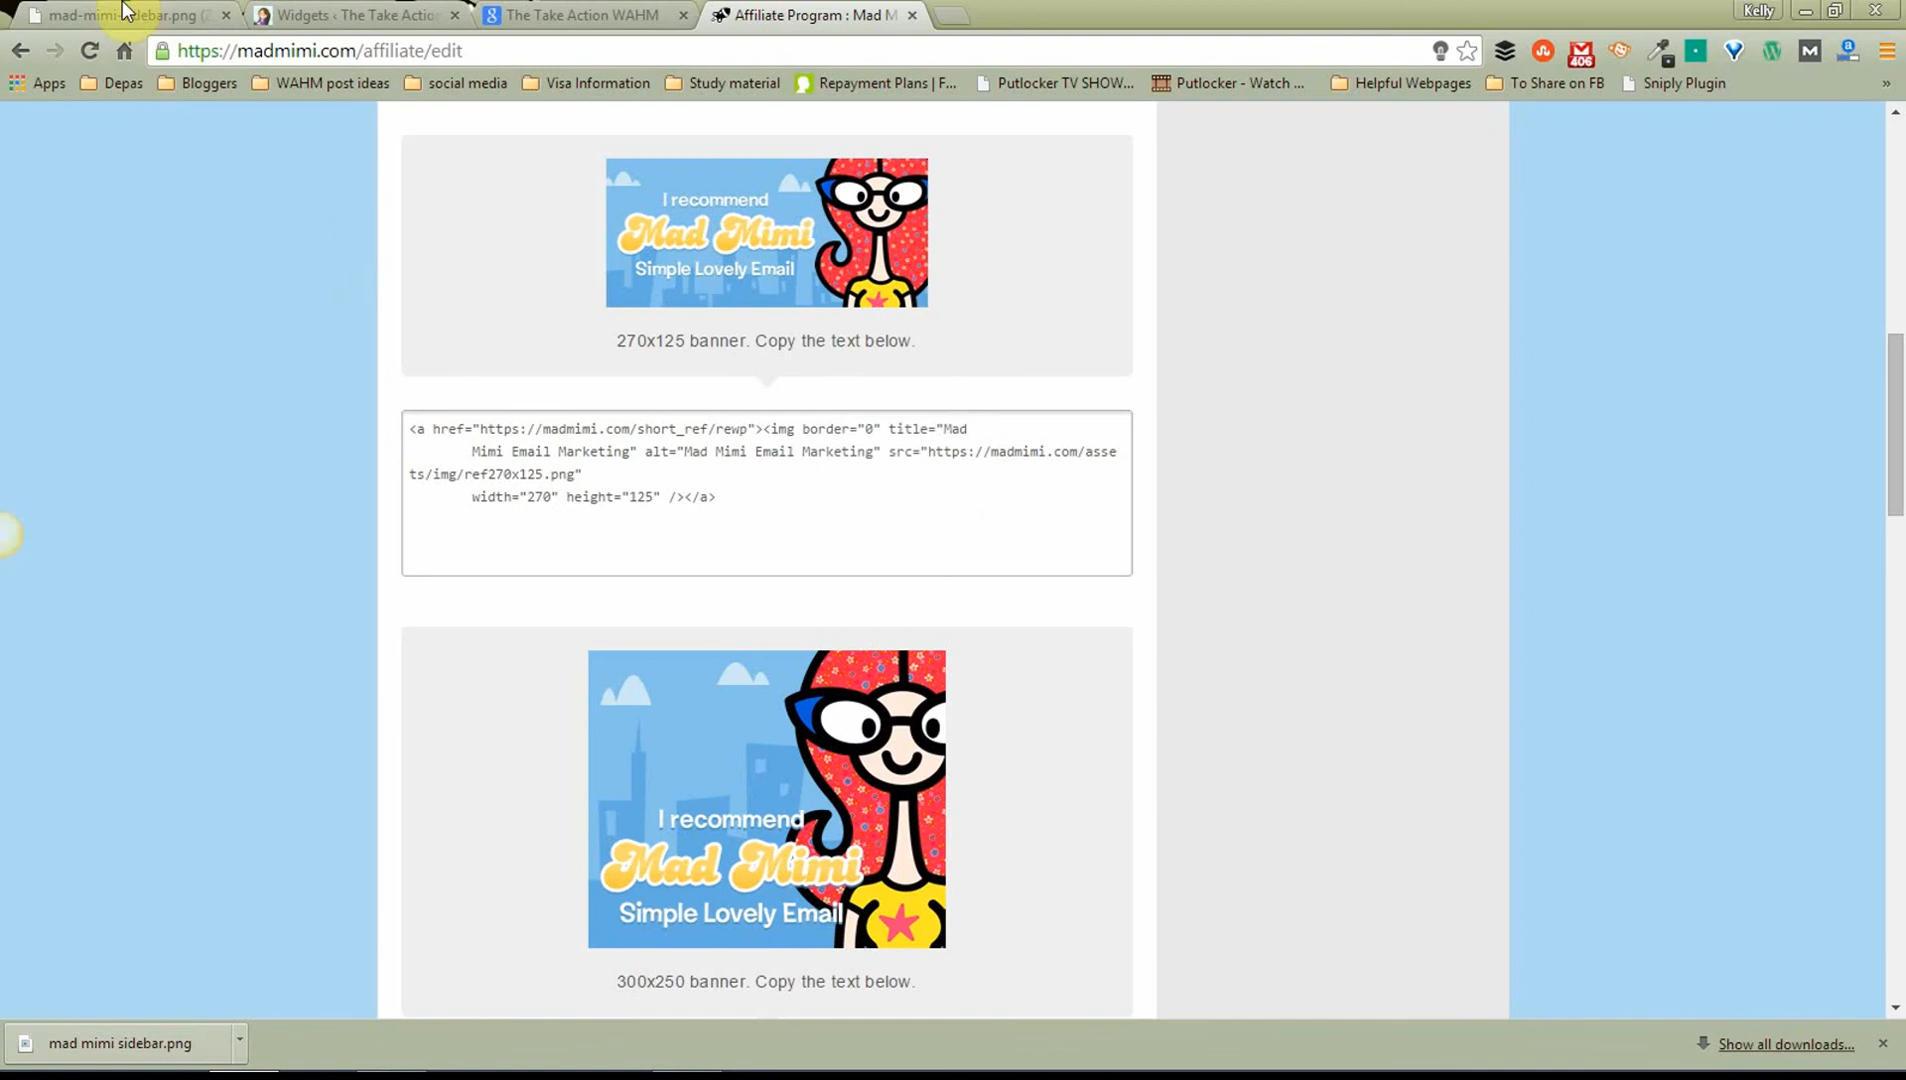 mad-mimi-sidebar.png (2
Widgets ‹ The Take Action
The Take Action WAHM
Affiliate Program : Mad M
Kelly
https://madmimi.com/affiliate/edit
406
Apps
Depas
Bloggers
WAHM post ideas
social media
Visa Information
Study material
Repayment Plans | F...
Putlocker TV SHOW...
Putlocker - Watch ...
Helpful Webpages
To Share on FB
Sniply Plugin
»
I recommend
Mad Mimi
Simple Lovely Email
270x125 banner. Copy the text below.
<a href="https://madmimi.com/short_ref/rewp"><img border="0" title="Mad
Mimi Email Marketing" alt="Mad Mimi Email Marketing" src="https://madmimi.com/asse
ts/img/ref270x125.png"
width="270" height="125" /></a>
I recommend
Mad Mimi
Simple Lovely Email
300x250 banner. Copy the text below.
mad mimi sidebar.png
Show all downloads...